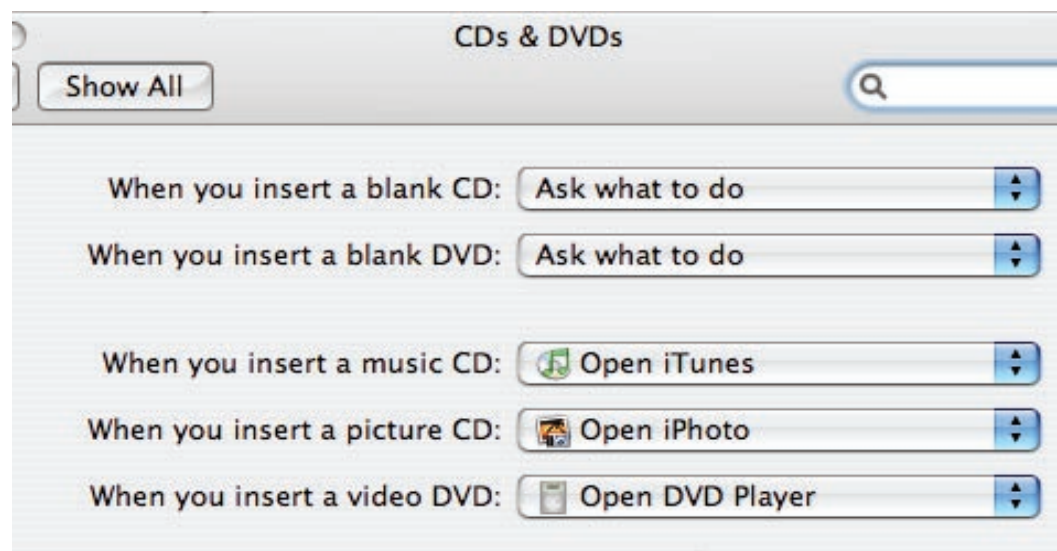 CDs & DVDs
Show All
When you insert a blank CD: Ask what to do
When you insert a blank DVD: Ask what to do
When you insert a music CD: Open iTunes
When you insert a picture CD: Open iPhoto
When you insert a video DVD: Open DVD Player